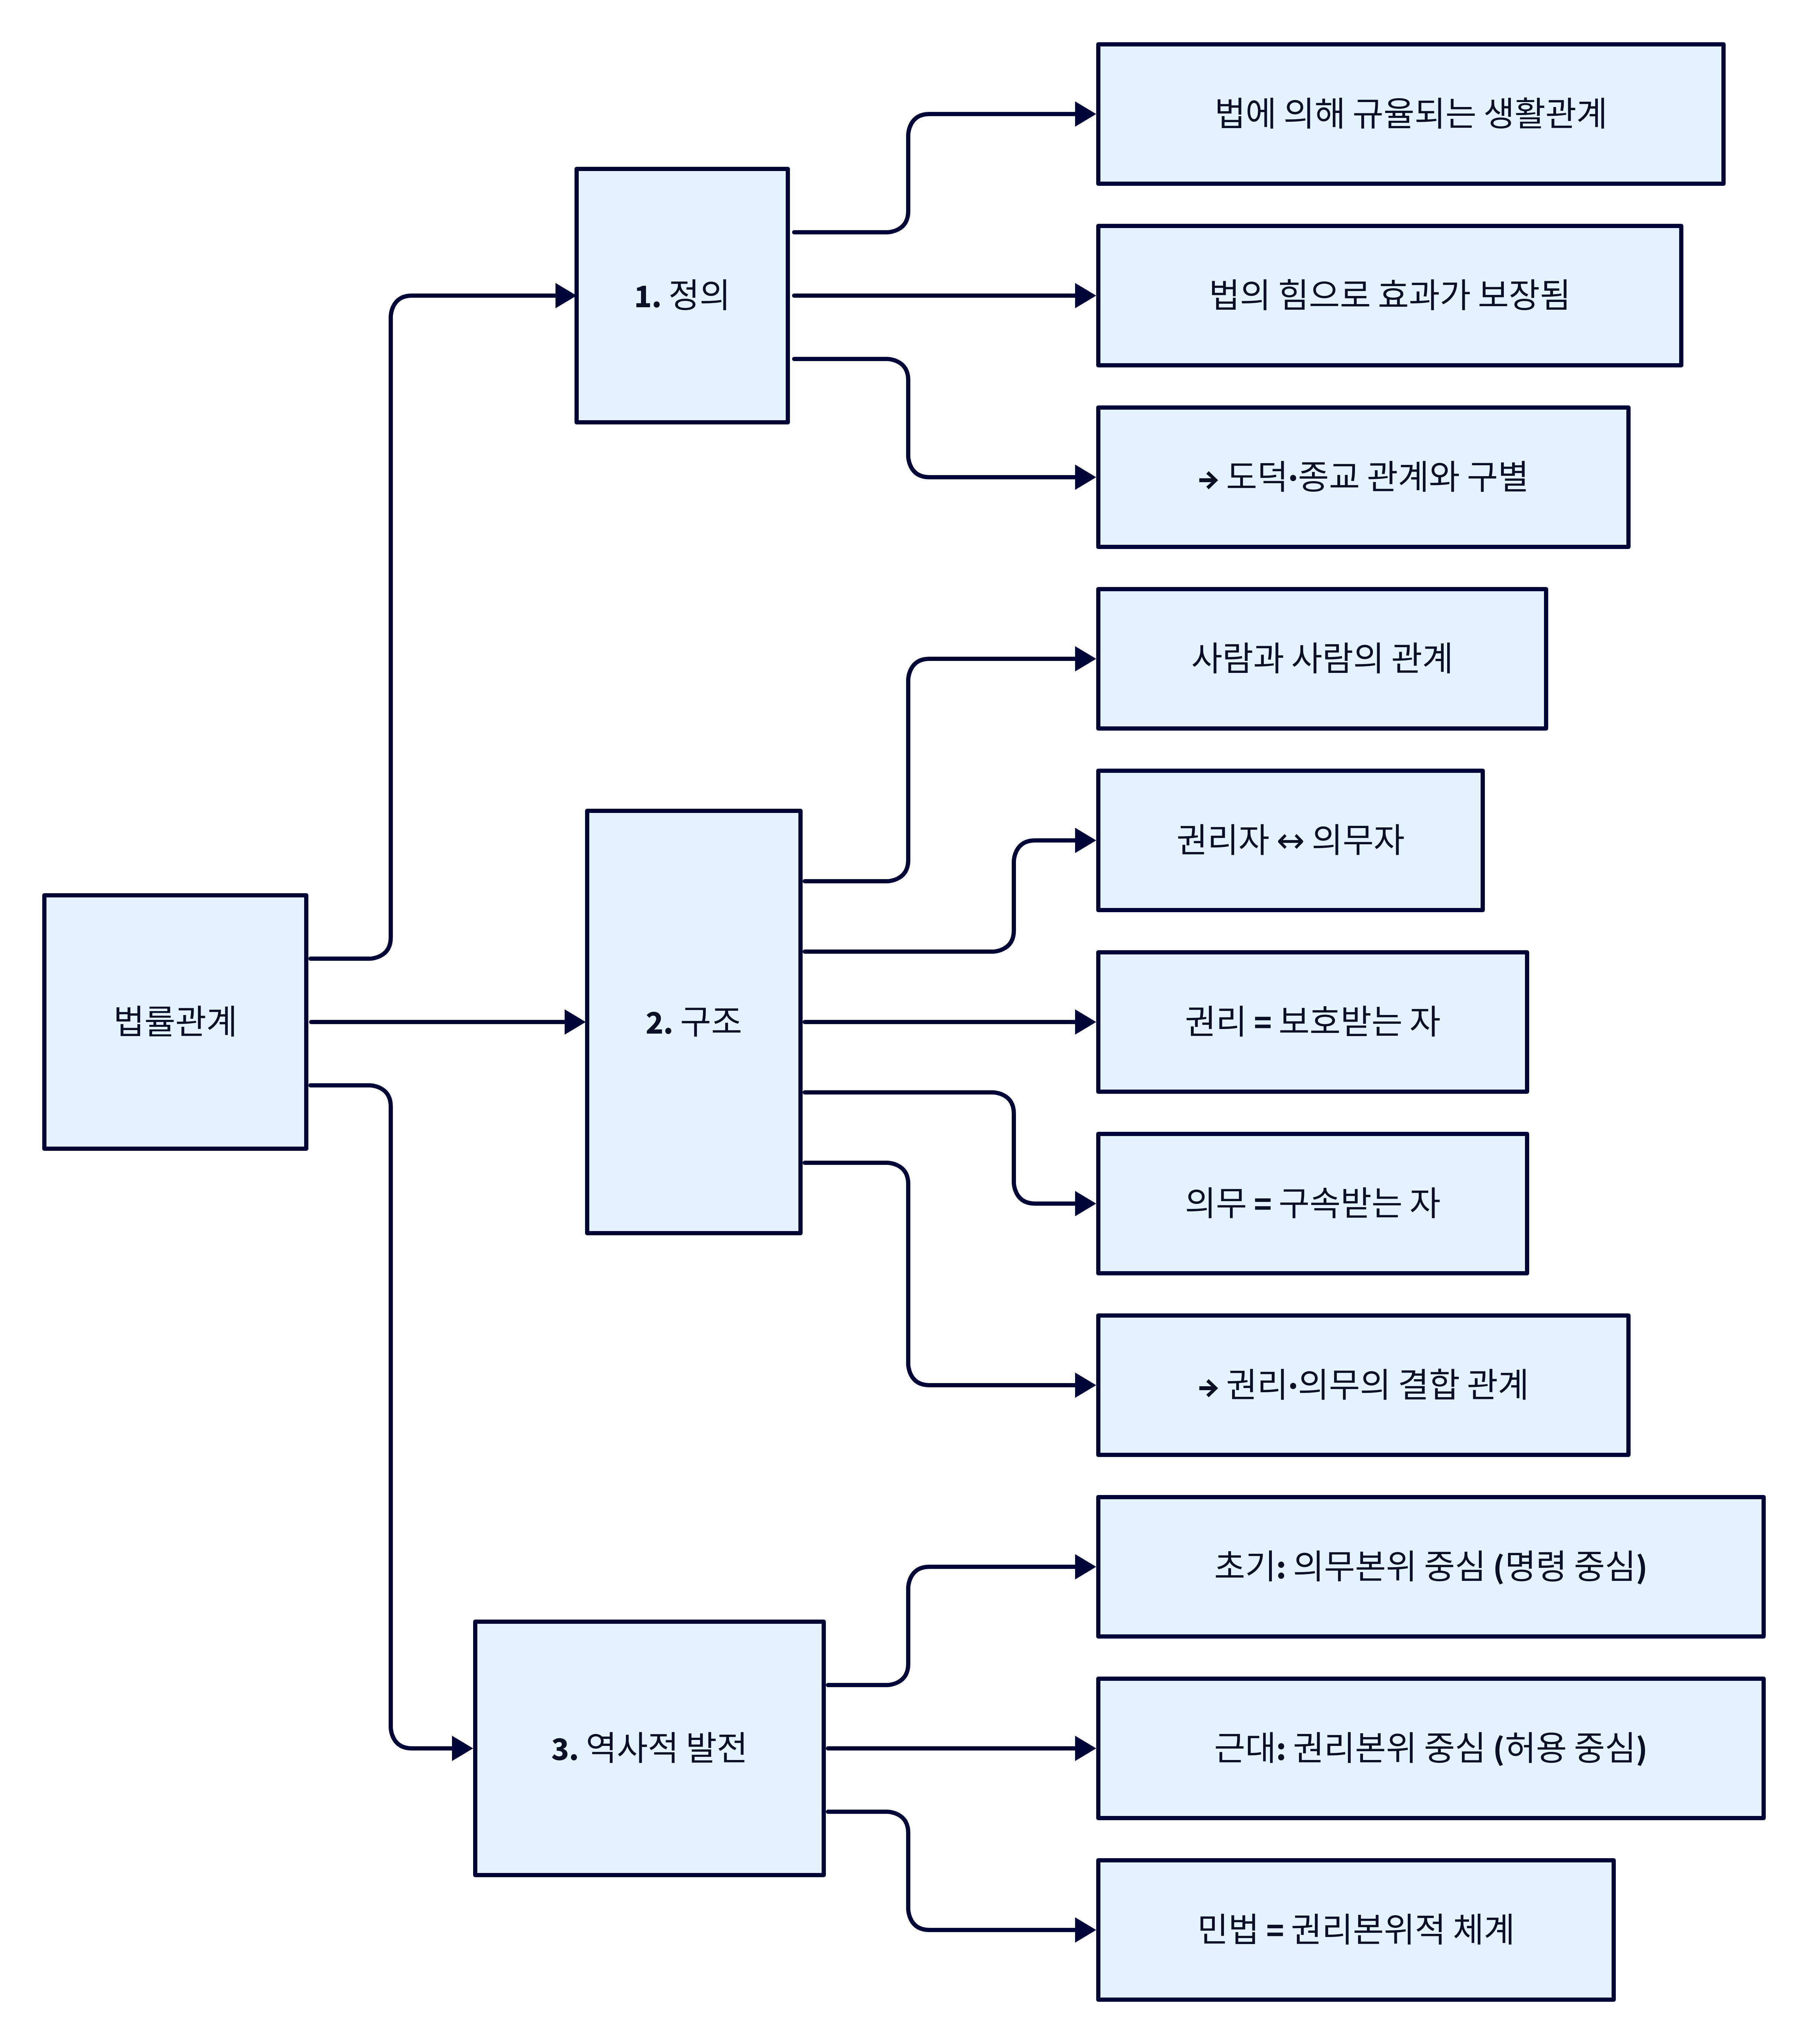 법률관계
1. 정의
법에 의해 규율되는 생활관계
법의 힘으로 효과가 보장됨
→ 도덕·종교 관계와 구별
2. 구조
사람과 사람의 관계
권리자 ↔ 의무자
권리 = 보호받는 자
의무 = 구속받는 자
→ 권리·의무의 결합 관계
3. 역사적 발전
초기: 의무본위 중심 (명령 중심)
근대: 권리본위 중심 (허용 중심)
민법 = 권리본위적 체계